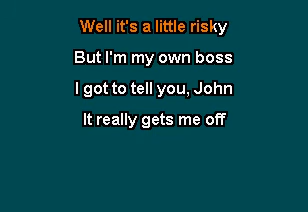 Well it's a little risky
But I'm my own boss
I got to tell you, John
It really gets me off